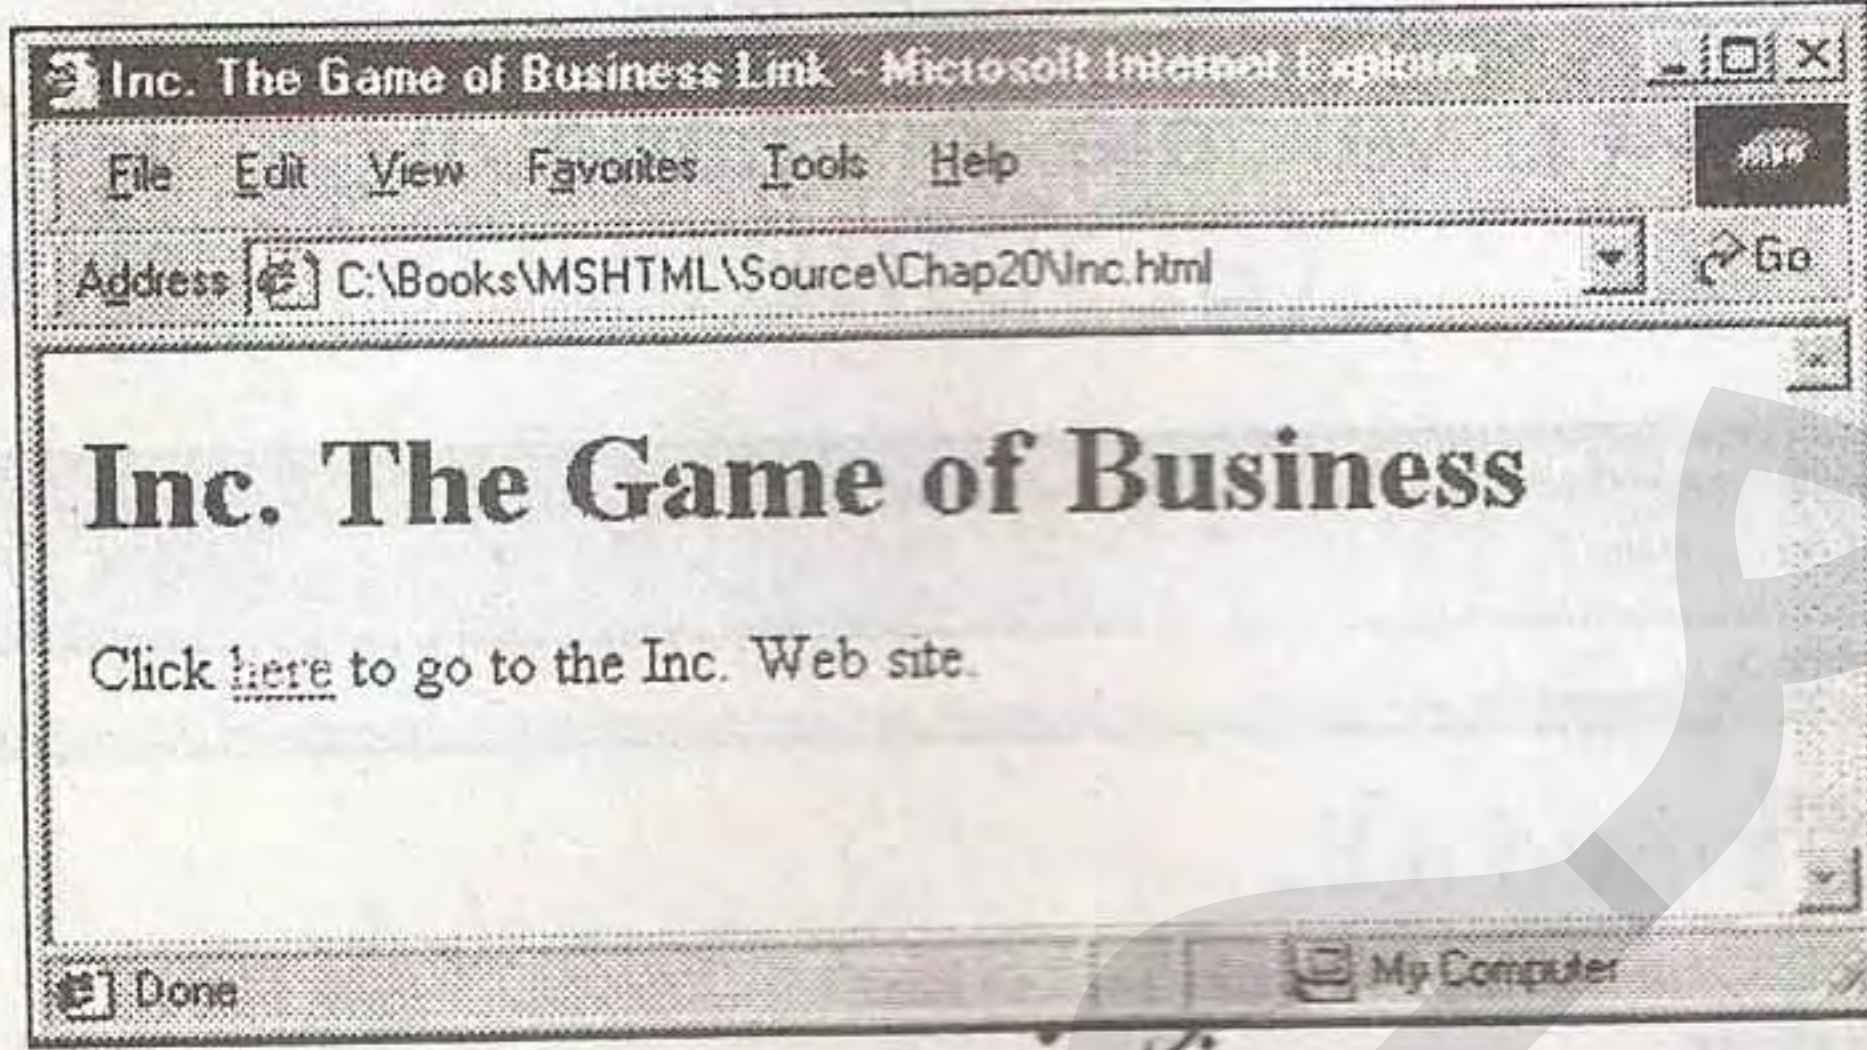 Inc. The Game of Business Link - Microsoft Internet Explorer
File Edit View Favorites Tools Help
Address C:\Books\MSHTML\Source\Chap20\Inc.html Go
Inc. The Game of Business
Click here to go to the Inc. Web site.
Done My Computer